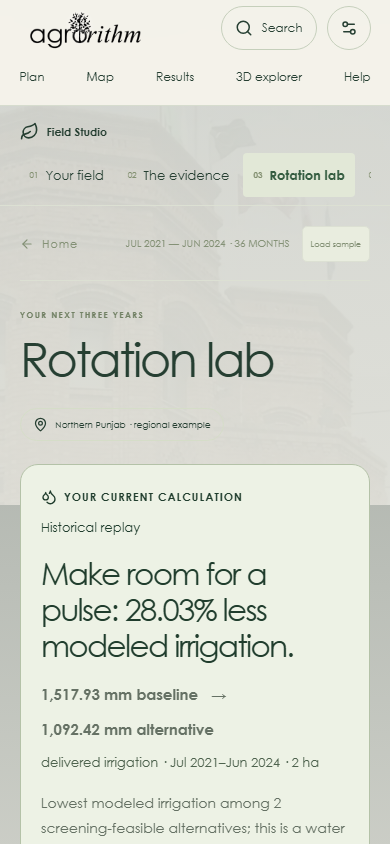 agrorithm
Search
Plan Map Results 3D explorer Help
Field Studio
01 Your field 02 The evidence 03 Rotation lab
← Home JUL 2021 — JUN 2024 · 36 MONTHS Load sample
YOUR NEXT THREE YEARS
Rotation lab
Northern Punjab · regional example
YOUR CURRENT CALCULATION
Historical replay
Make room for a
pulse: 28.03% less
modeled irrigation.
1,517.93 mm baseline →
1,092.42 mm alternative
delivered irrigation · Jul 2021–Jun 2024 · 2 ha
Lowest modeled irrigation among 2
screening-feasible alternatives; this is a water